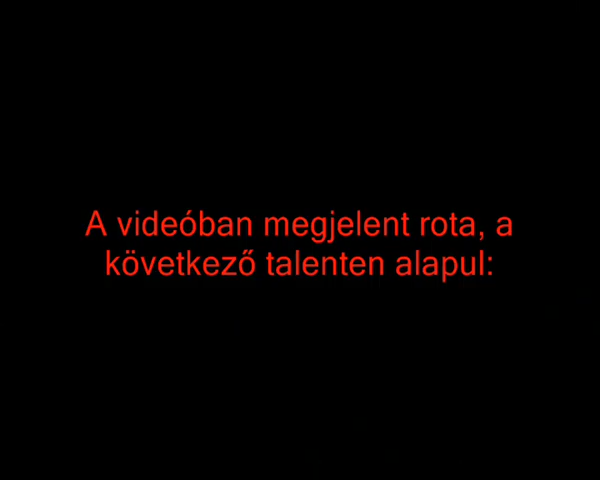 A videóban megjelent rota, a
következő talenten alapul: